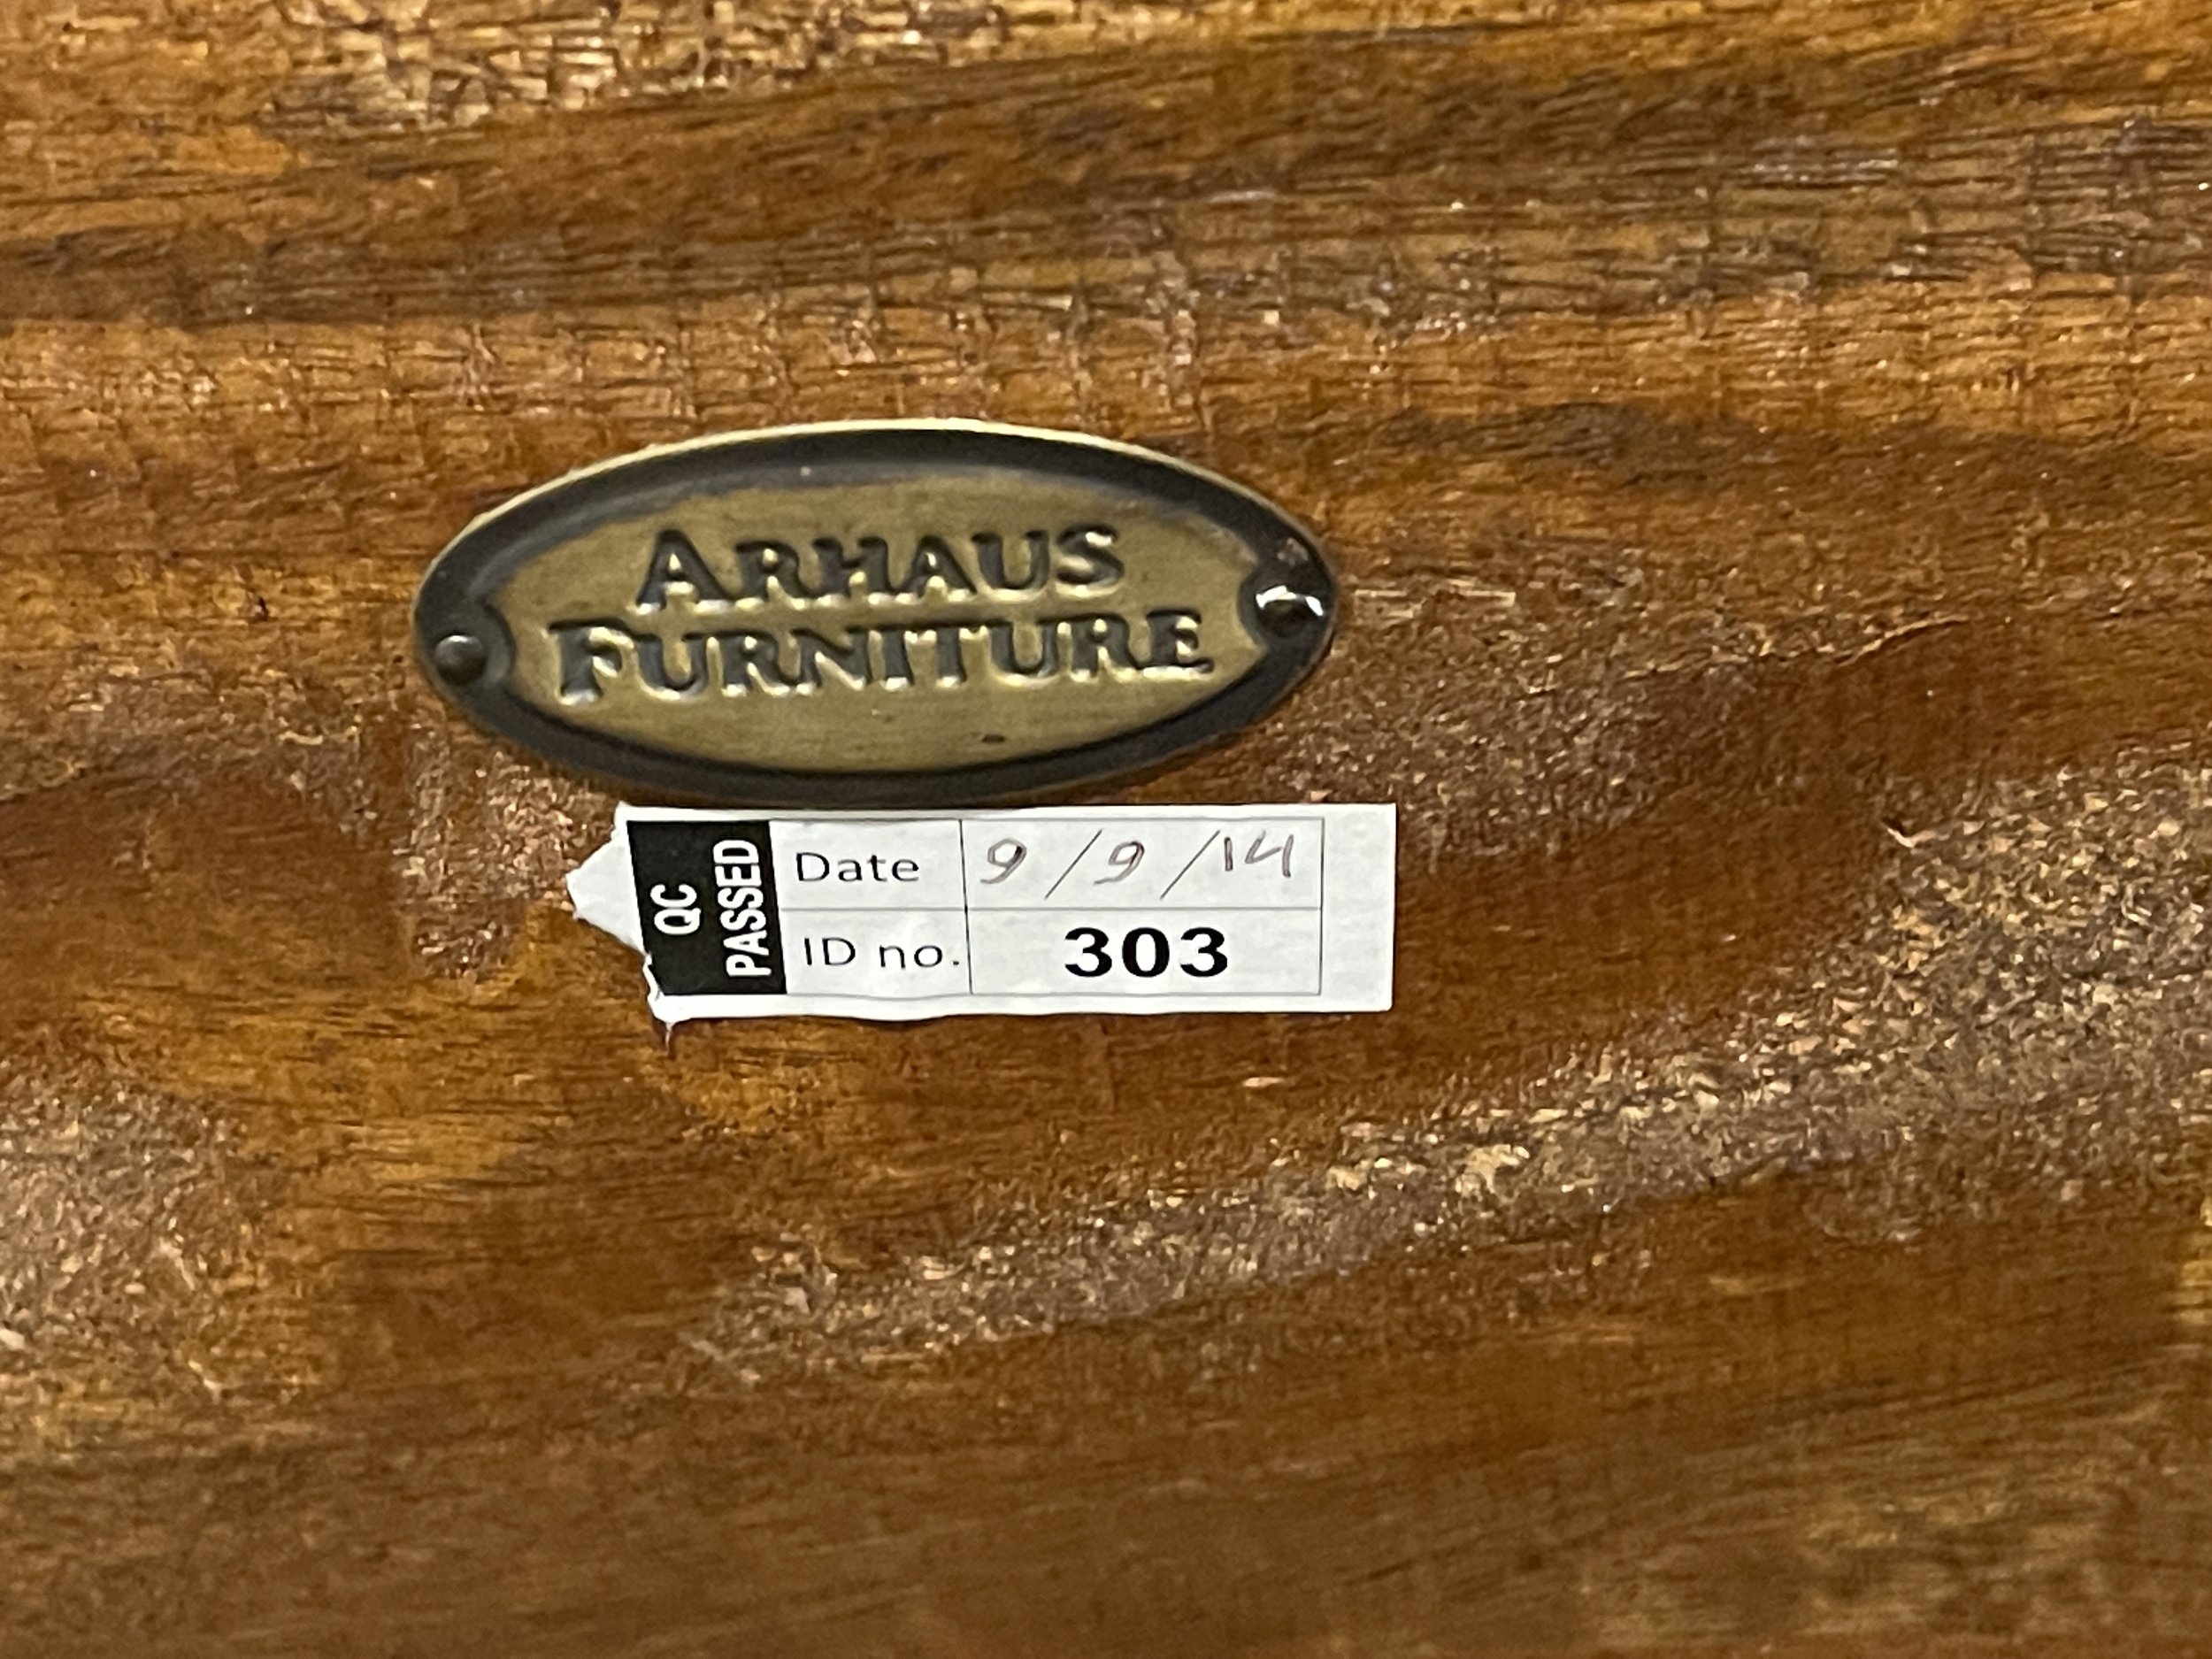 ARHAUS
FURNITURE
QC
PASSED
Date 9/9/14
ID no. 303